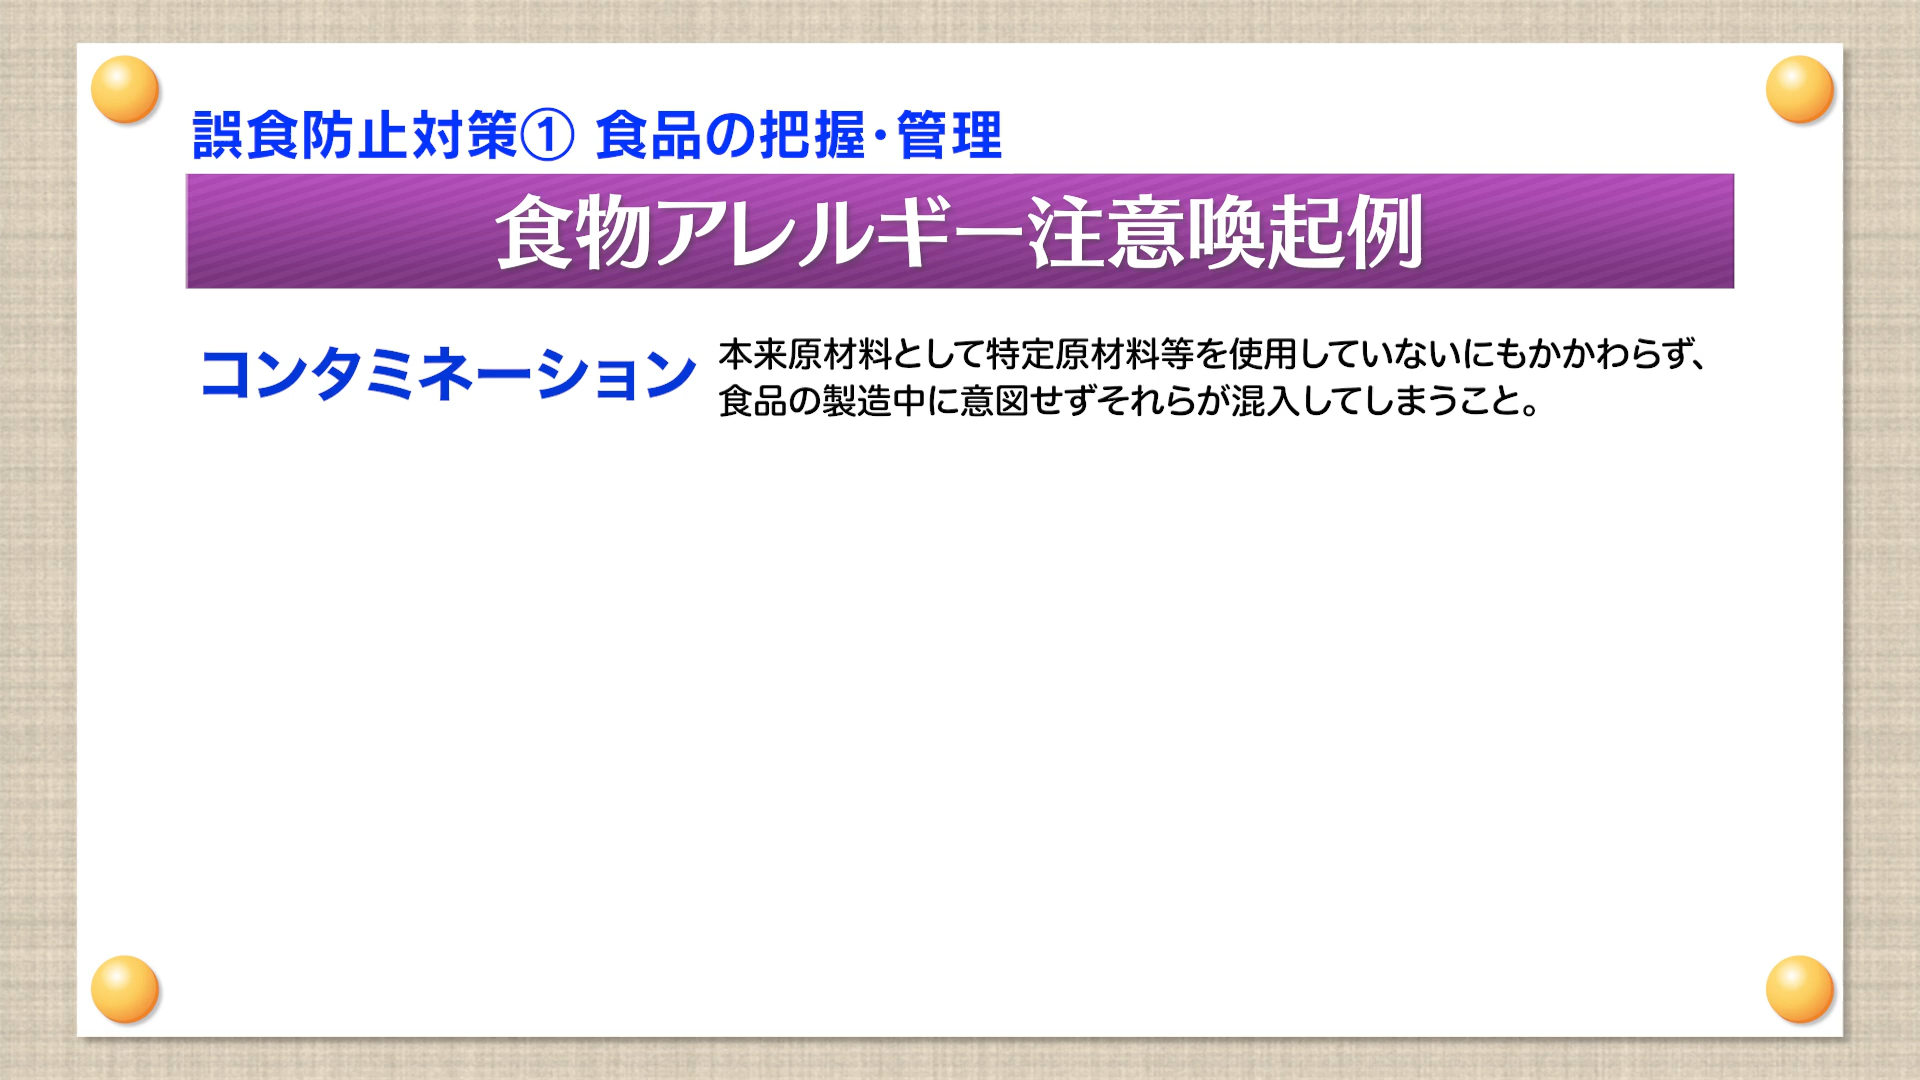 誤食防止対策① 食品の把握・管理
食物アレルギー注意喚起例
コンタミネーション
本来原材料として特定原材料等を使用していないにもかかわらず、
食品の製造中に意図せずそれらが混入してしまうこと。